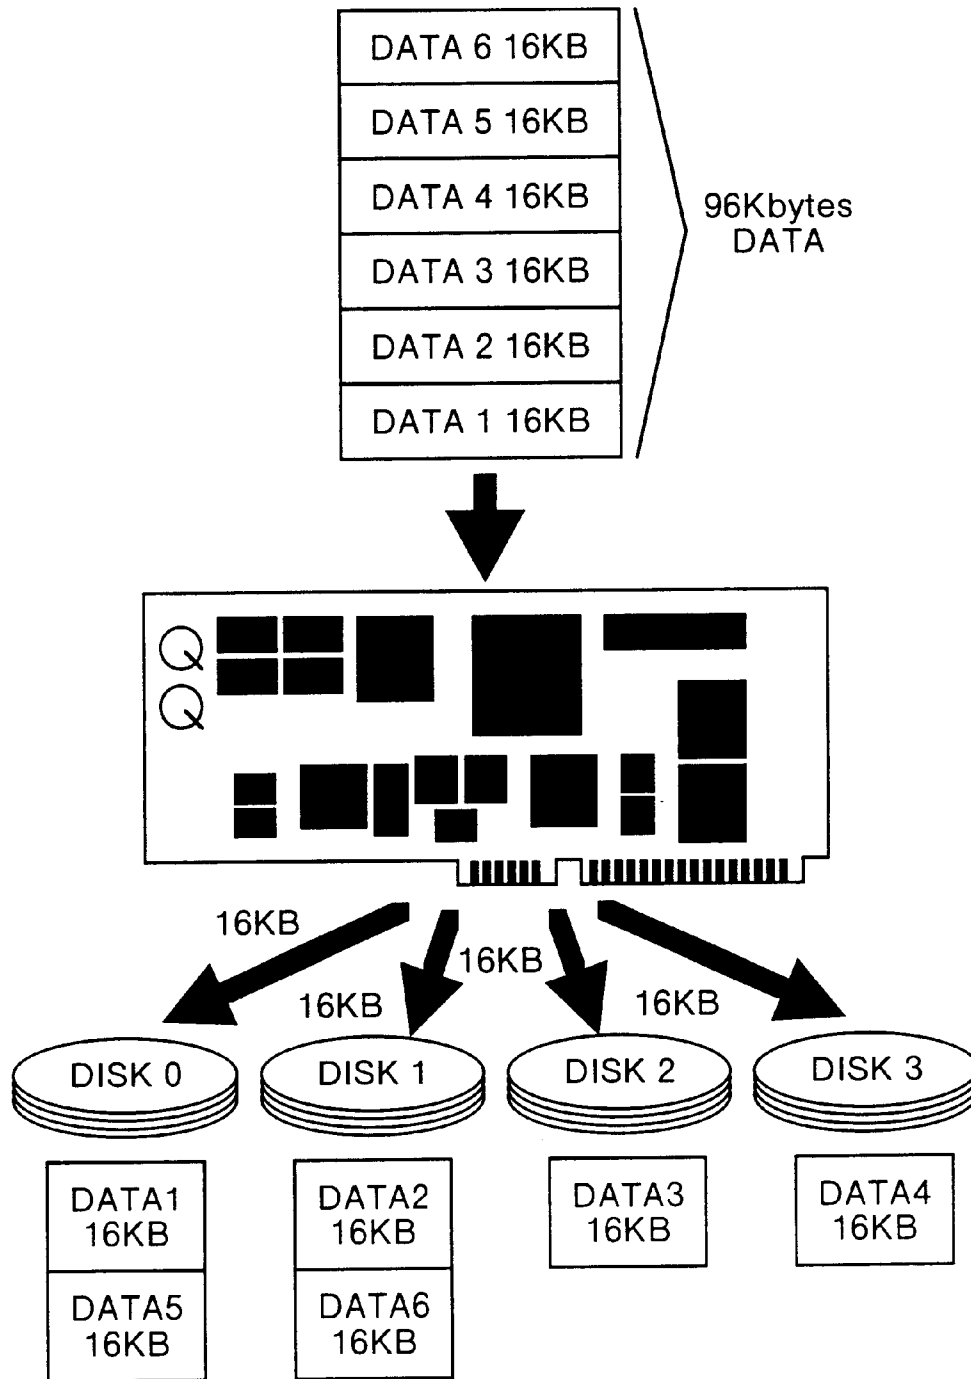 DATA 6 16KB
DATA 5 16KB
DATA 4 16KB
DATA 3 16KB
DATA 2 16KB
DATA 1 16KB
96Kbytes
DATA
16KB
16KB
16KB
16KB
DISK 0
DISK 1
DISK 2
DISK 3
DATA1
16KB
DATA5
16KB
DATA2
16KB
DATA6
16KB
DATA3
16KB
DATA4
16KB